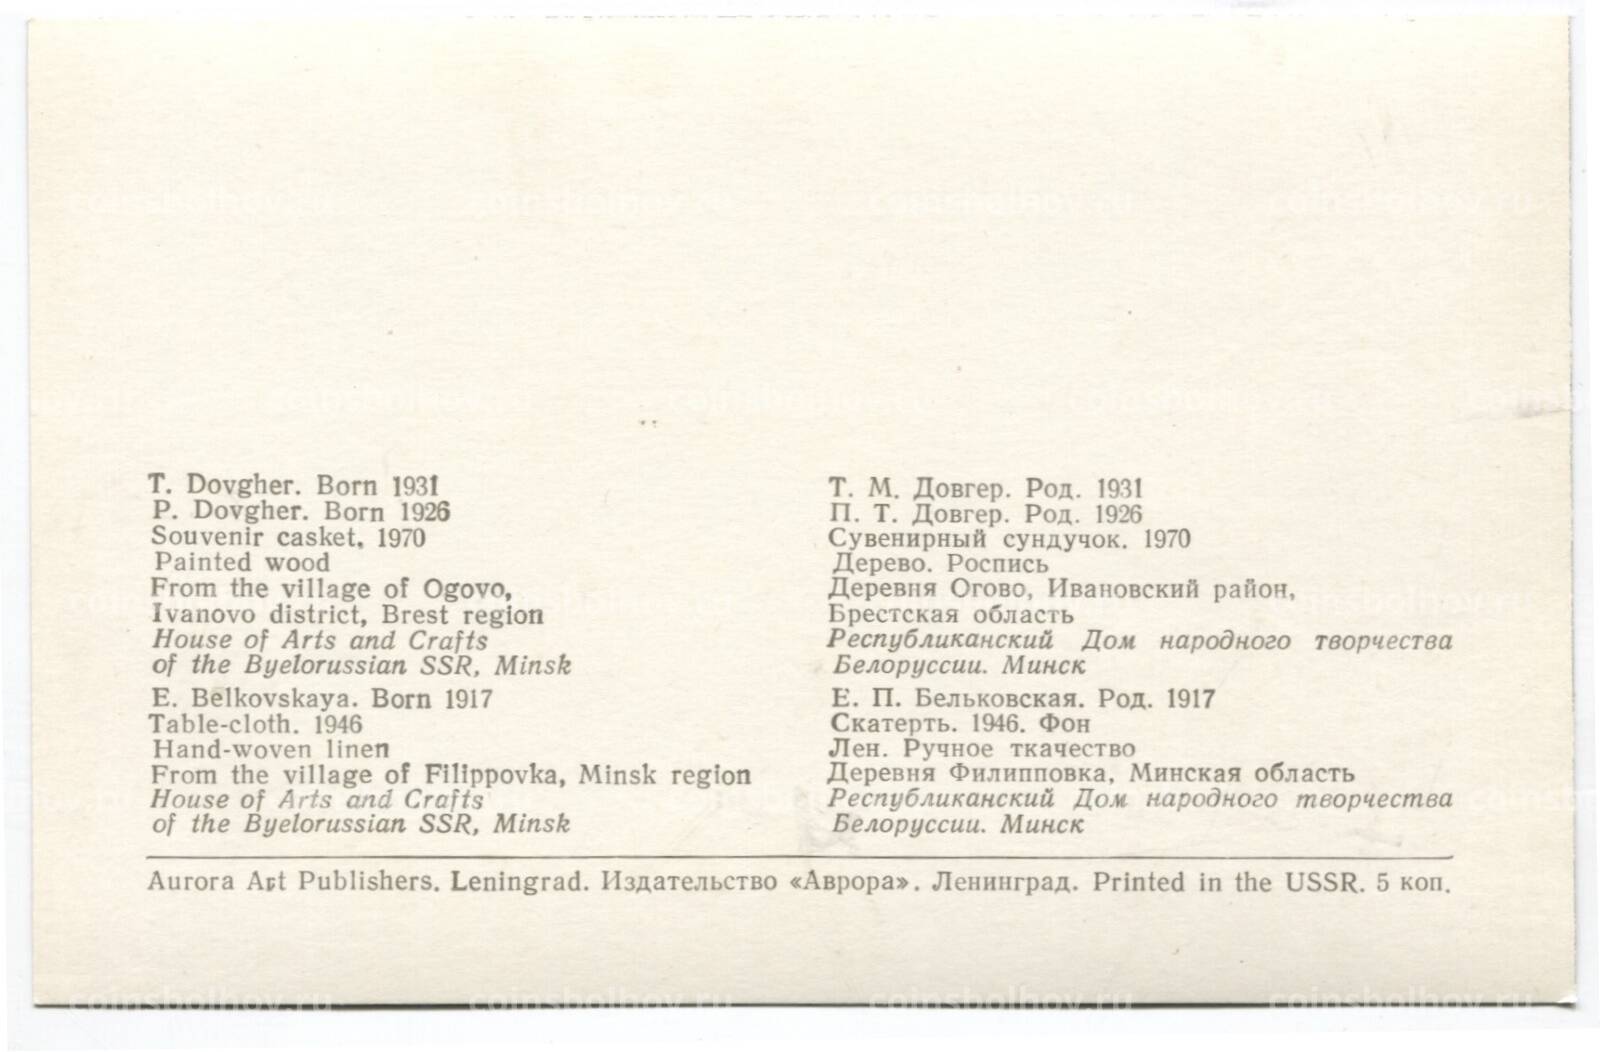 T. Dovgher. Born 1931
P. Dovgher. Born 1926
Souvenir casket, 1970
Painted wood
From the village of Ogovo,
Ivanovo district, Brest region
House of Arts and Crafts
of the Byelorussian SSR, Minsk
E. Belkovskaya. Born 1917
Table-cloth. 1946
Hand-woven linen
From the village of Filippovka, Minsk region
House of Arts and Crafts
of the Byelorussian SSR, Minsk
Т. М. Довгер. Род. 1931
П. Т. Довгер. Род. 1926
Сувенирный сундучок. 1970
Дерево. Роспись
Деревня Огово, Ивановский район,
Брестская область
Республиканский Дом народного творчества
Белоруссии. Минск
Е. П. Бельковская. Род. 1917
Скатерть. 1946. Фон
Лен. Ручное ткачество
Деревня Филипповка, Минская область
Республиканский Дом народного творчества
Белоруссии. Минск
Aurora Art Publishers. Leningrad. Издательство «Аврора». Ленинград. Printed in the USSR. 5 коп.
coinsbolhov.ru